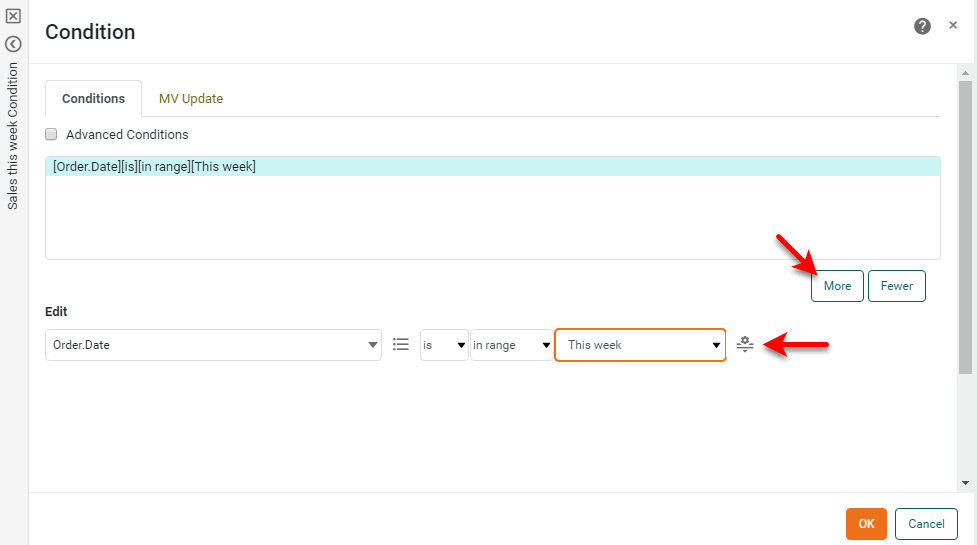 Condition
Sales this week Condition
Conditions MV Update
Advanced Conditions
[Order.Date][is][in range][This week]
More Fewer
Edit
Order.Date is in range This week
OK Cancel